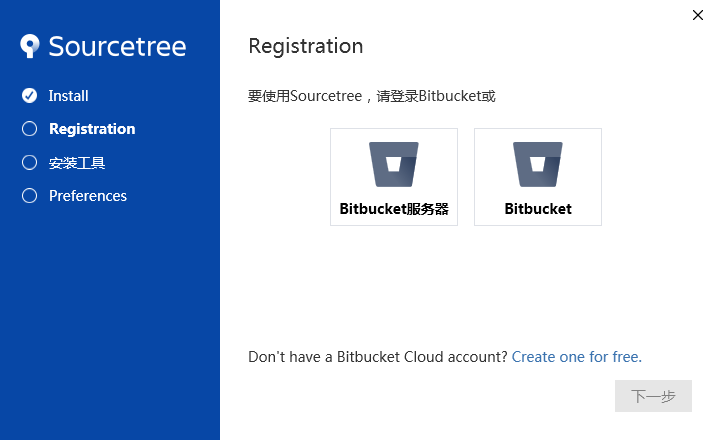 Sourcetree
Install
Registration
安装工具
Preferences
Registration
要使用Sourcetree，请登录Bitbucket或
Bitbucket服务器
Bitbucket
Don't have a Bitbucket Cloud account? Create one for free.
下一步